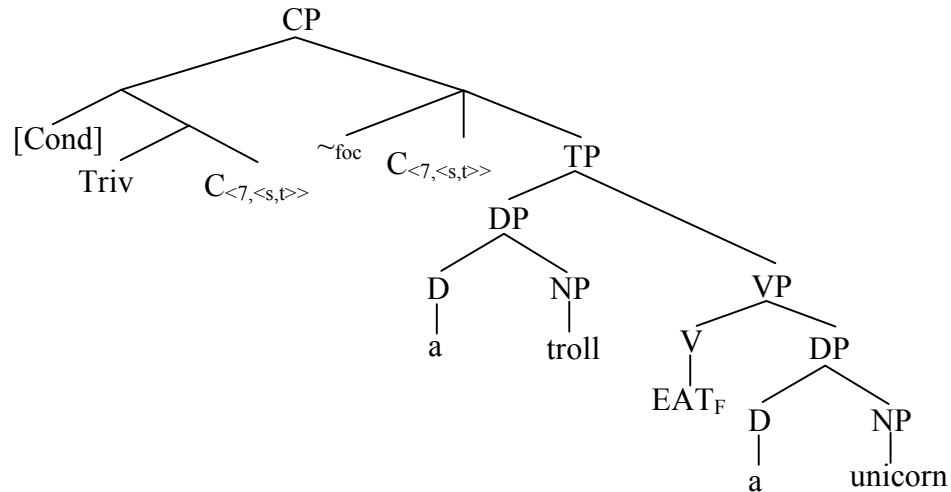 CP
[Cond]
Triv
C<7,<s,t>>
~foc
C<7,<s,t>>
TP
DP
D
NP
a
troll
VP
V
DP
EATF
D
NP
a
unicorn